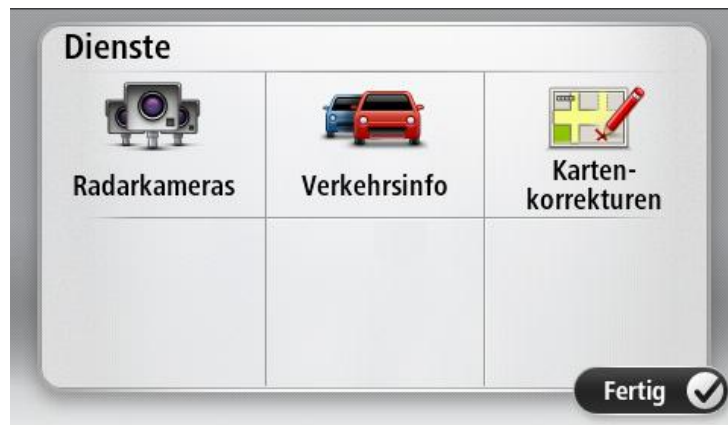 Dienste
Radarkameras
Verkehrsinfo
Karten-
korrekturen
Fertig